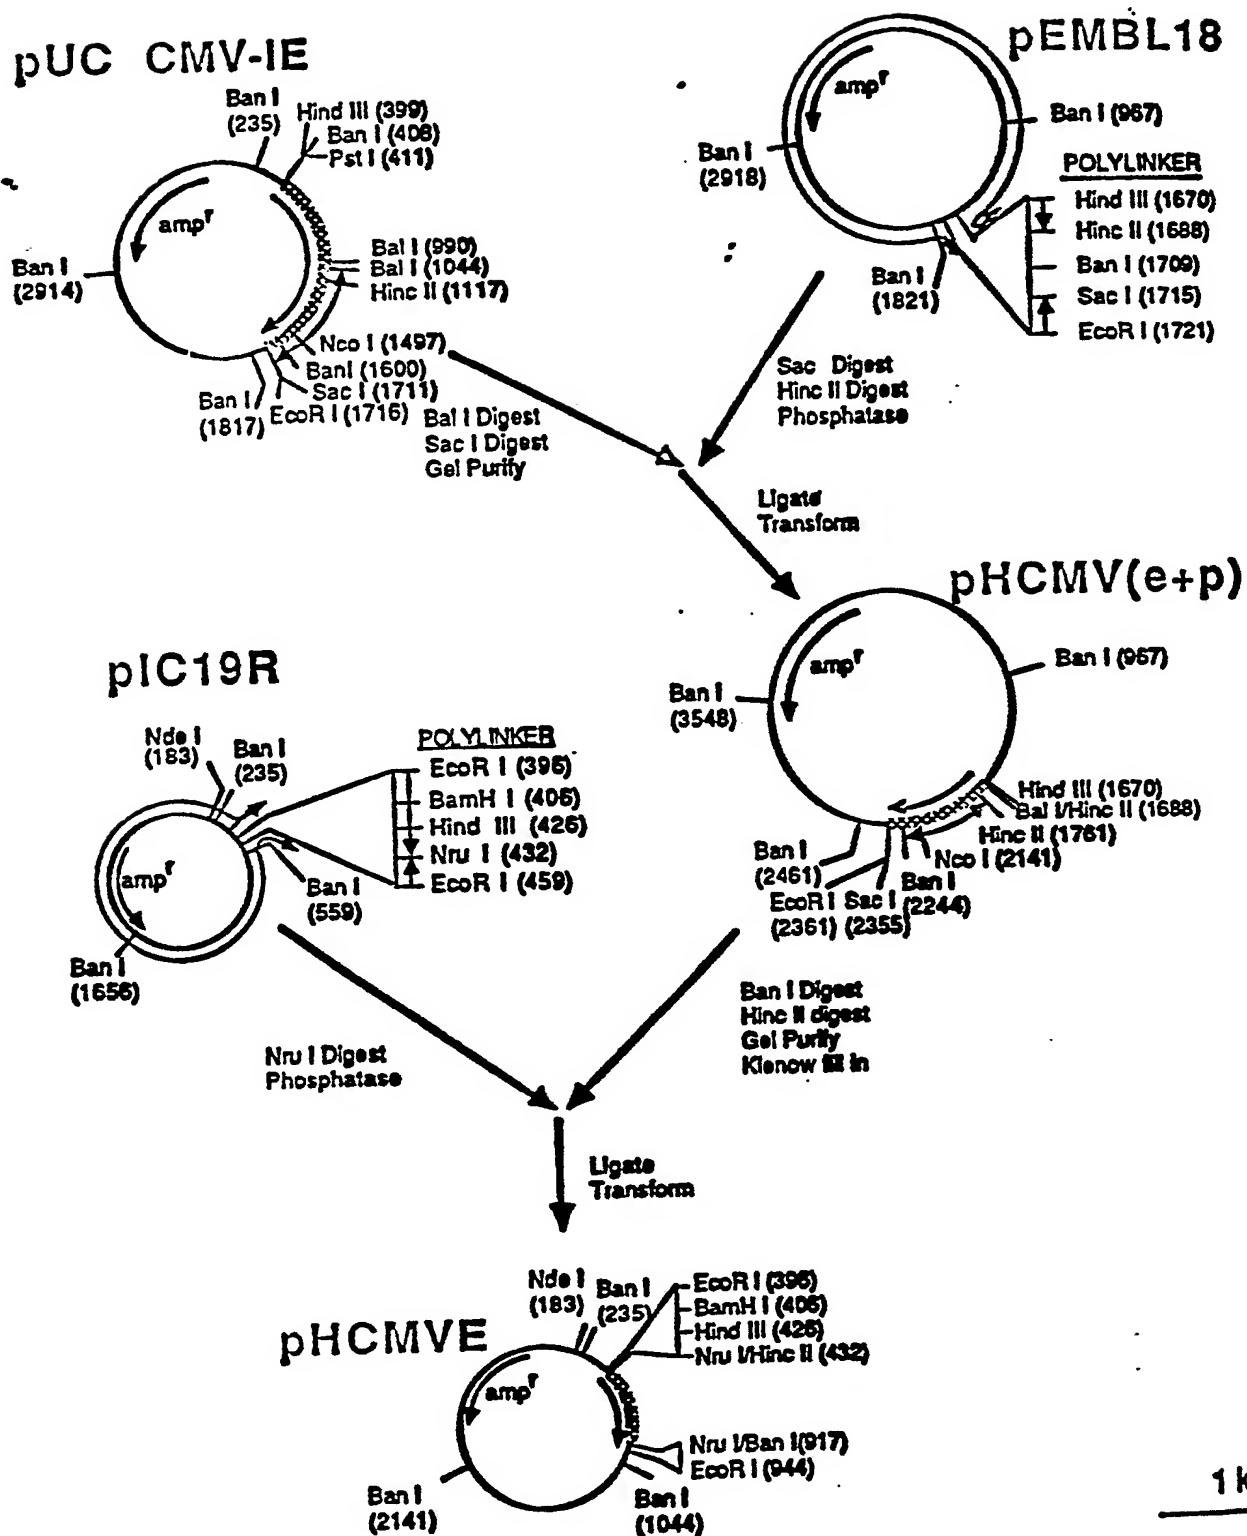 pUC CMV-IE
Ban I
(235)
Hind III (399)
Ban I (408)
Pst I (411)
ampr
Ban I
(2914)
Bal I (990)
Bal I (1044)
Hinc II (1117)
Nco I (1497)
BanI (1600)
Sac I (1711)
EcoR I (1716)
Ban I
(1817)
Bal I Digest
Sac I Digest
Gel Purify
pEMBL18
ampr
Ban I (967)
Ban I
(2918)
POLYLINKER
Hind III (1670)
Hinc II (1688)
Ban I (1709)
Sac I (1715)
EcoR I (1721)
Ban I
(1821)
Sac Digest
Hinc II Digest
Phosphatase
Ligate
Transform
pHCMV(e+p)
ampr
Ban I (967)
Ban I
(3548)
Hind III (1670)
Bal I/Hinc II (1688)
Hinc II (1761)
Nco I (2141)
Ban I
(2244)
Sac I
(2355)
EcoR I
(2361)
Ban I
(2461)
pIC19R
Nde I
(183)
Ban I
(235)
POLYLINKER
EcoR I (396)
BamH I (406)
Hind III (426)
Nru I (432)
EcoR I (459)
ampr
Ban I
(559)
Ban I
(1656)
Nru I Digest
Phosphatase
Ban I Digest
Hinc II digest
Gel Purify
Klenow fill in
Ligate
Transform
pHCMVE
Nde I
(183)
Ban I
(235)
EcoR I (396)
BamH I (406)
Hind III (426)
Nru I/Hinc II (432)
ampr
Nru I/Ban I(917)
EcoR I (944)
Ban I
(1044)
Ban I
(2141)
1 k